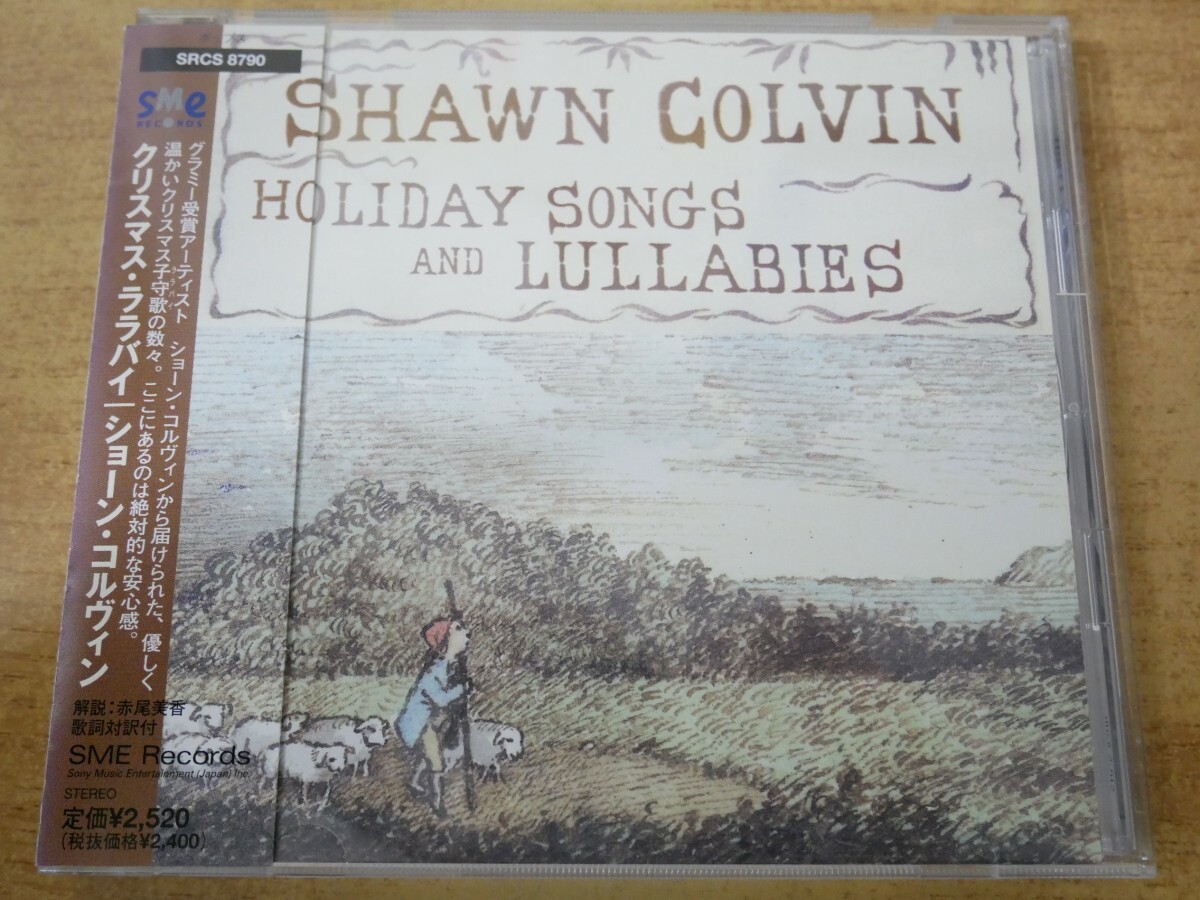 SRCS 8790
SME
RECORDS
グラミー受賞アーティスト ショーン・コルヴィンから届けられた、優しく
温かいクリスマス子守歌の数々。ここにあるのは絶対的な安心感。
ララバイ
クリスマス・ララバイ|ショーン・コルヴィン
解説:赤尾美香
歌詞対訳付
SME Records
Sony Music Entertainment (Japan) Inc.
STEREO
定価¥2,520
(税抜価格¥2,400)
SHAWN COLVIN
HOLIDAY SONGS
AND LULLABIES